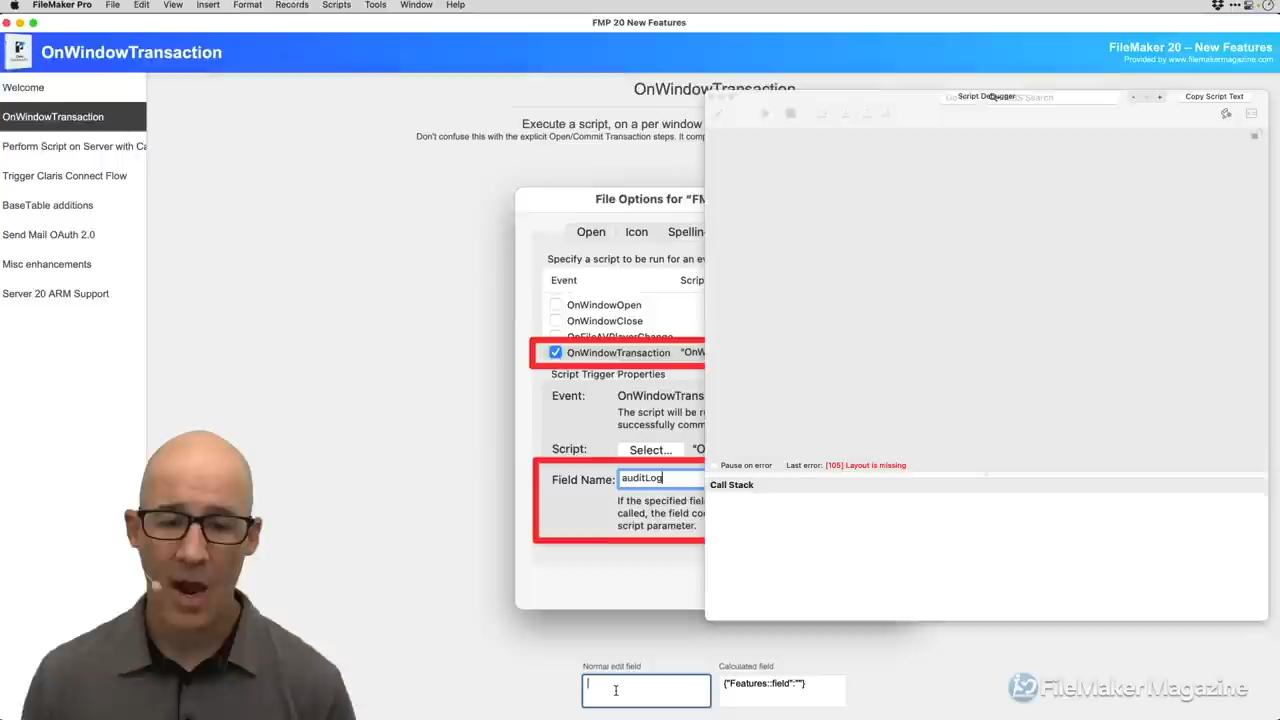 FileMaker Pro File Edit View Insert Format Records Scripts Tools Window Help
FMP 20 New Features
OnWindowTransaction
FileMaker 20 – New Features
Provided by www.filemakermagazine.com
Welcome
OnWindowTransaction
Perform Script on Server with Ca
Trigger Claris Connect Flow
BaseTable additions
Send Mail OAuth 2.0
Misc enhancements
Server 20 ARM Support
OnWindowTransaction
Execute a script, on a per window
Don't confuse this with the explicit Open/Commit Transaction steps. It com
File Options for "FM
Open Icon Spellin
Specify a script to be run for an ev
Event Scrip
OnWindowOpen
OnWindowClose
OnFileAVPlayerChange
OnWindowTransaction "OnW
Script Trigger Properties
Event: OnWindowTrans
The script will be r
successfully comm
Script: Select... "O
Field Name: auditLog
If the specified fiel
called, the field co
script parameter.
Script Debugger
Search
Copy Script Text
Pause on error Last error: [105] Layout is missing
Call Stack
Normal edit field
Calculated field
{"Features::field":""}
FileMaker Magazine